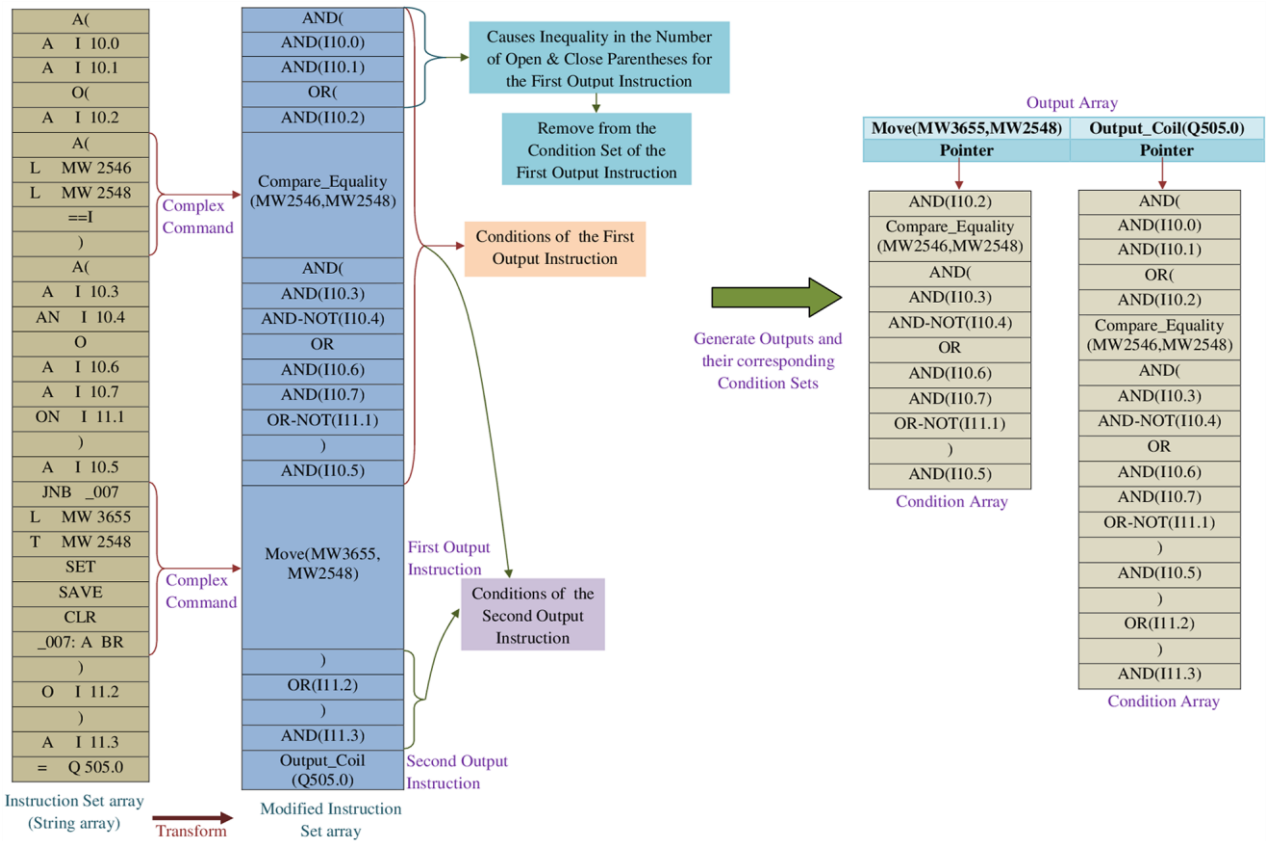 A(
A I 10.0
A I 10.1
O(
A I 10.2
A(
L MW 2546
L MW 2548
==I
)
A(
A I 10.3
AN I 10.4
O
A I 10.6
A I 10.7
ON I 11.1
)
A I 10.5
JNB _007
L MW 3655
T MW 2548
SET
SAVE
CLR
_007: A BR
)
O I 11.2
)
A I 11.3
= Q 505.0
Instruction Set array
(String array)
Transform
Complex
Command
Complex
Command
AND(
AND(I10.0)
AND(I10.1)
OR(
AND(I10.2)
Compare_Equality
(MW2546,MW2548)
AND(
AND(I10.3)
AND-NOT(I10.4)
OR
AND(I10.6)
AND(I10.7)
OR-NOT(I11.1)
)
AND(I10.5)
Move(MW3655,
MW2548)
)
OR(I11.2)
)
AND(I11.3)
Output_Coil
(Q505.0)
Modified Instruction
Set array
Causes Inequality in the Number
of Open & Close Parentheses for
the First Output Instruction
Remove from the
Condition Set of the
First Output Instruction
Conditions of the First
Output Instruction
First Output
Instruction
Conditions of the
Second Output
Instruction
Second Output
Instruction
Generate Outputs and
their corresponding
Condition Sets
Output Array
Move(MW3655,MW2548)
Output_Coil(Q505.0)
Pointer
Pointer
AND(I10.2)
Compare_Equality
(MW2546,MW2548)
AND(
AND(I10.3)
AND-NOT(I10.4)
OR
AND(I10.6)
AND(I10.7)
OR-NOT(I11.1)
)
AND(I10.5)
Condition Array
AND(
AND(I10.0)
AND(I10.1)
OR(
AND(I10.2)
Compare_Equality
(MW2546,MW2548)
AND(
AND(I10.3)
AND-NOT(I10.4)
OR
AND(I10.6)
AND(I10.7)
OR-NOT(I11.1)
)
AND(I10.5)
)
OR(I11.2)
)
AND(I11.3)
Condition Array